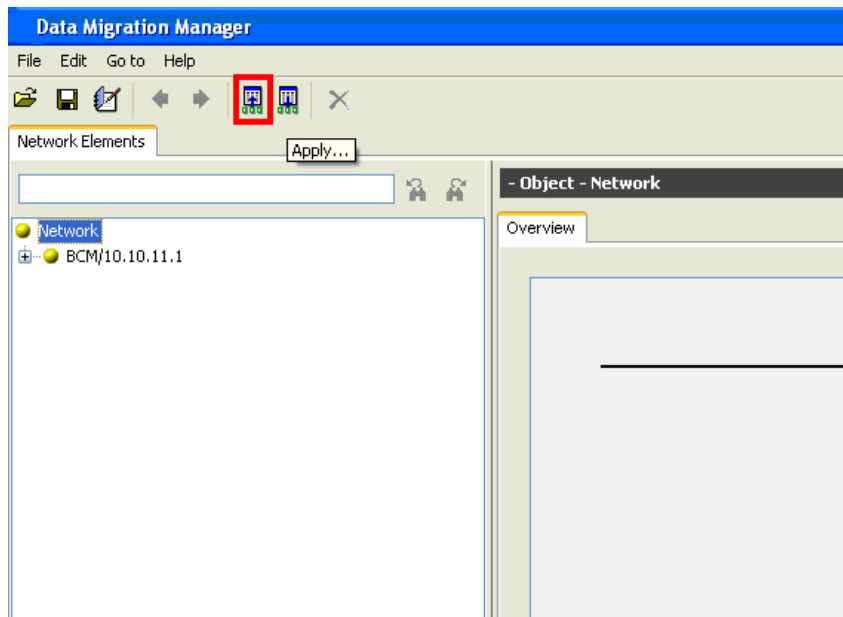 Data Migration Manager
File Edit Go to Help
Apply...
Network Elements
- Object - Network
Network
Overview
BCM/10.10.11.1